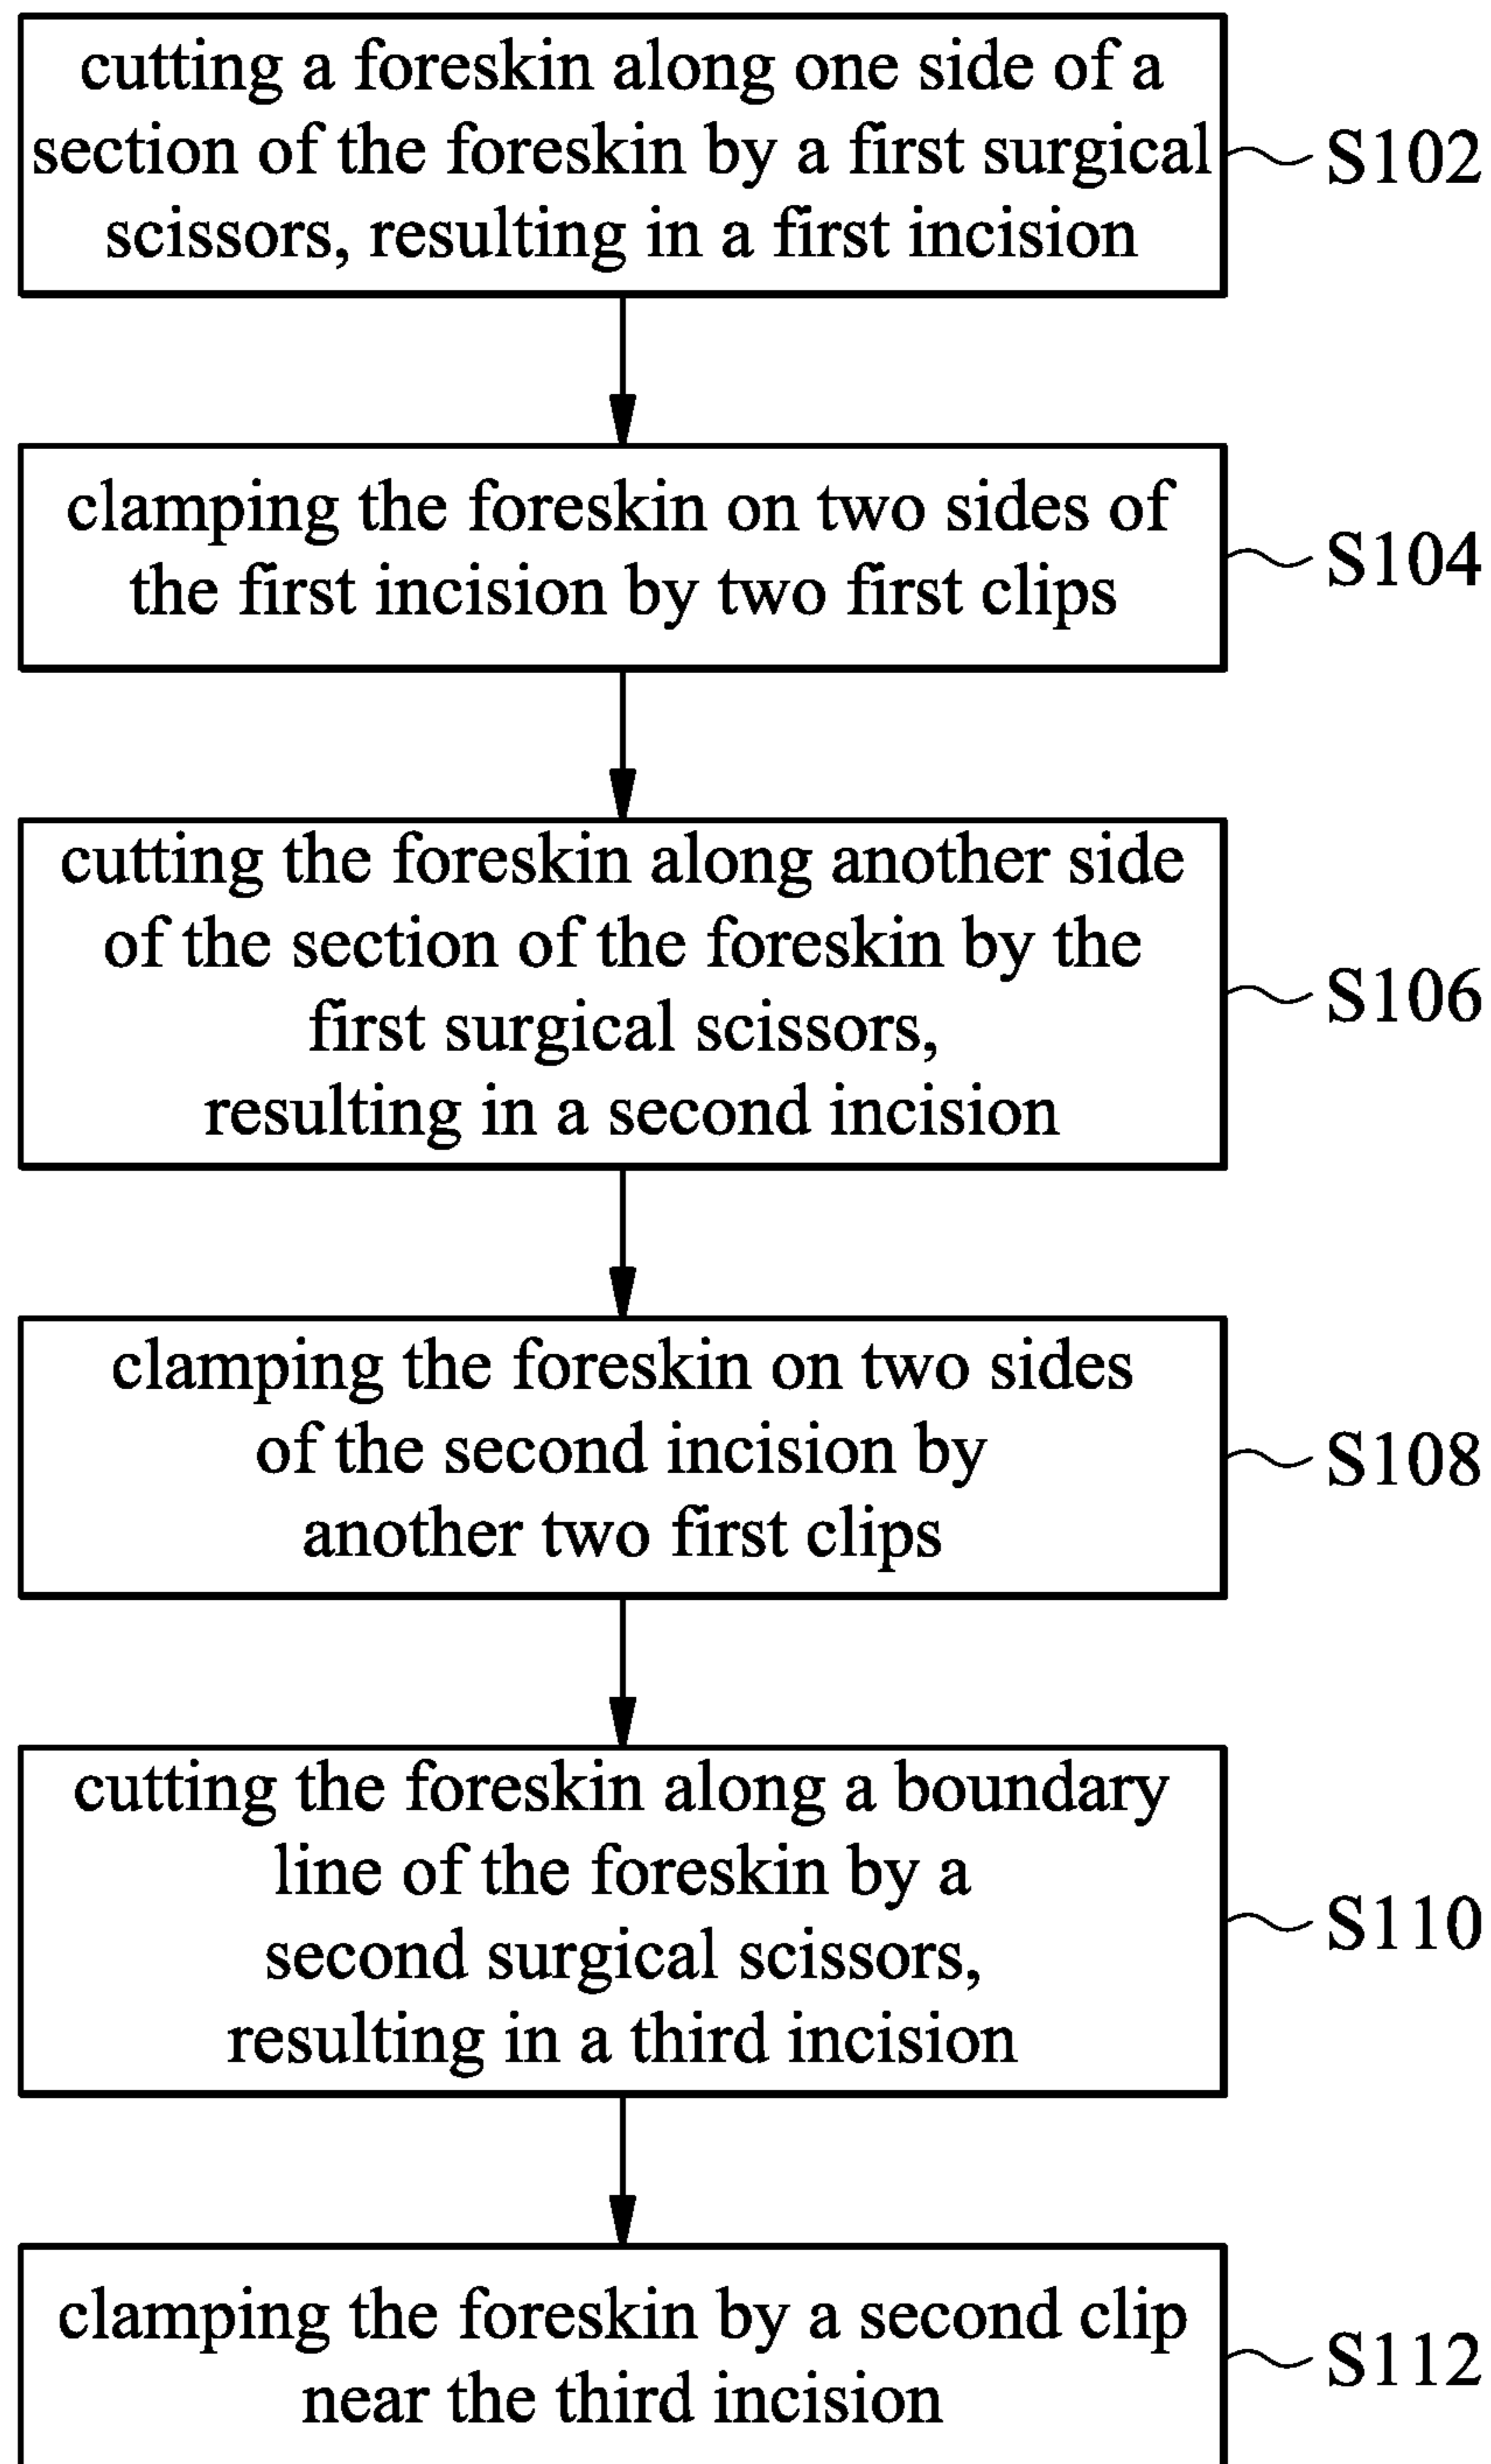 cutting a foreskin along one side of a
section of the foreskin by a first surgical
scissors, resulting in a first incision
S102
clamping the foreskin on two sides of
the first incision by two first clips
S104
cutting the foreskin along another side
of the section of the foreskin by the
first surgical scissors,
resulting in a second incision
S106
clamping the foreskin on two sides
of the second incision by
another two first clips
S108
cutting the foreskin along a boundary
line of the foreskin by a
second surgical scissors,
resulting in a third incision
S110
clamping the foreskin by a second clip
near the third incision
S112